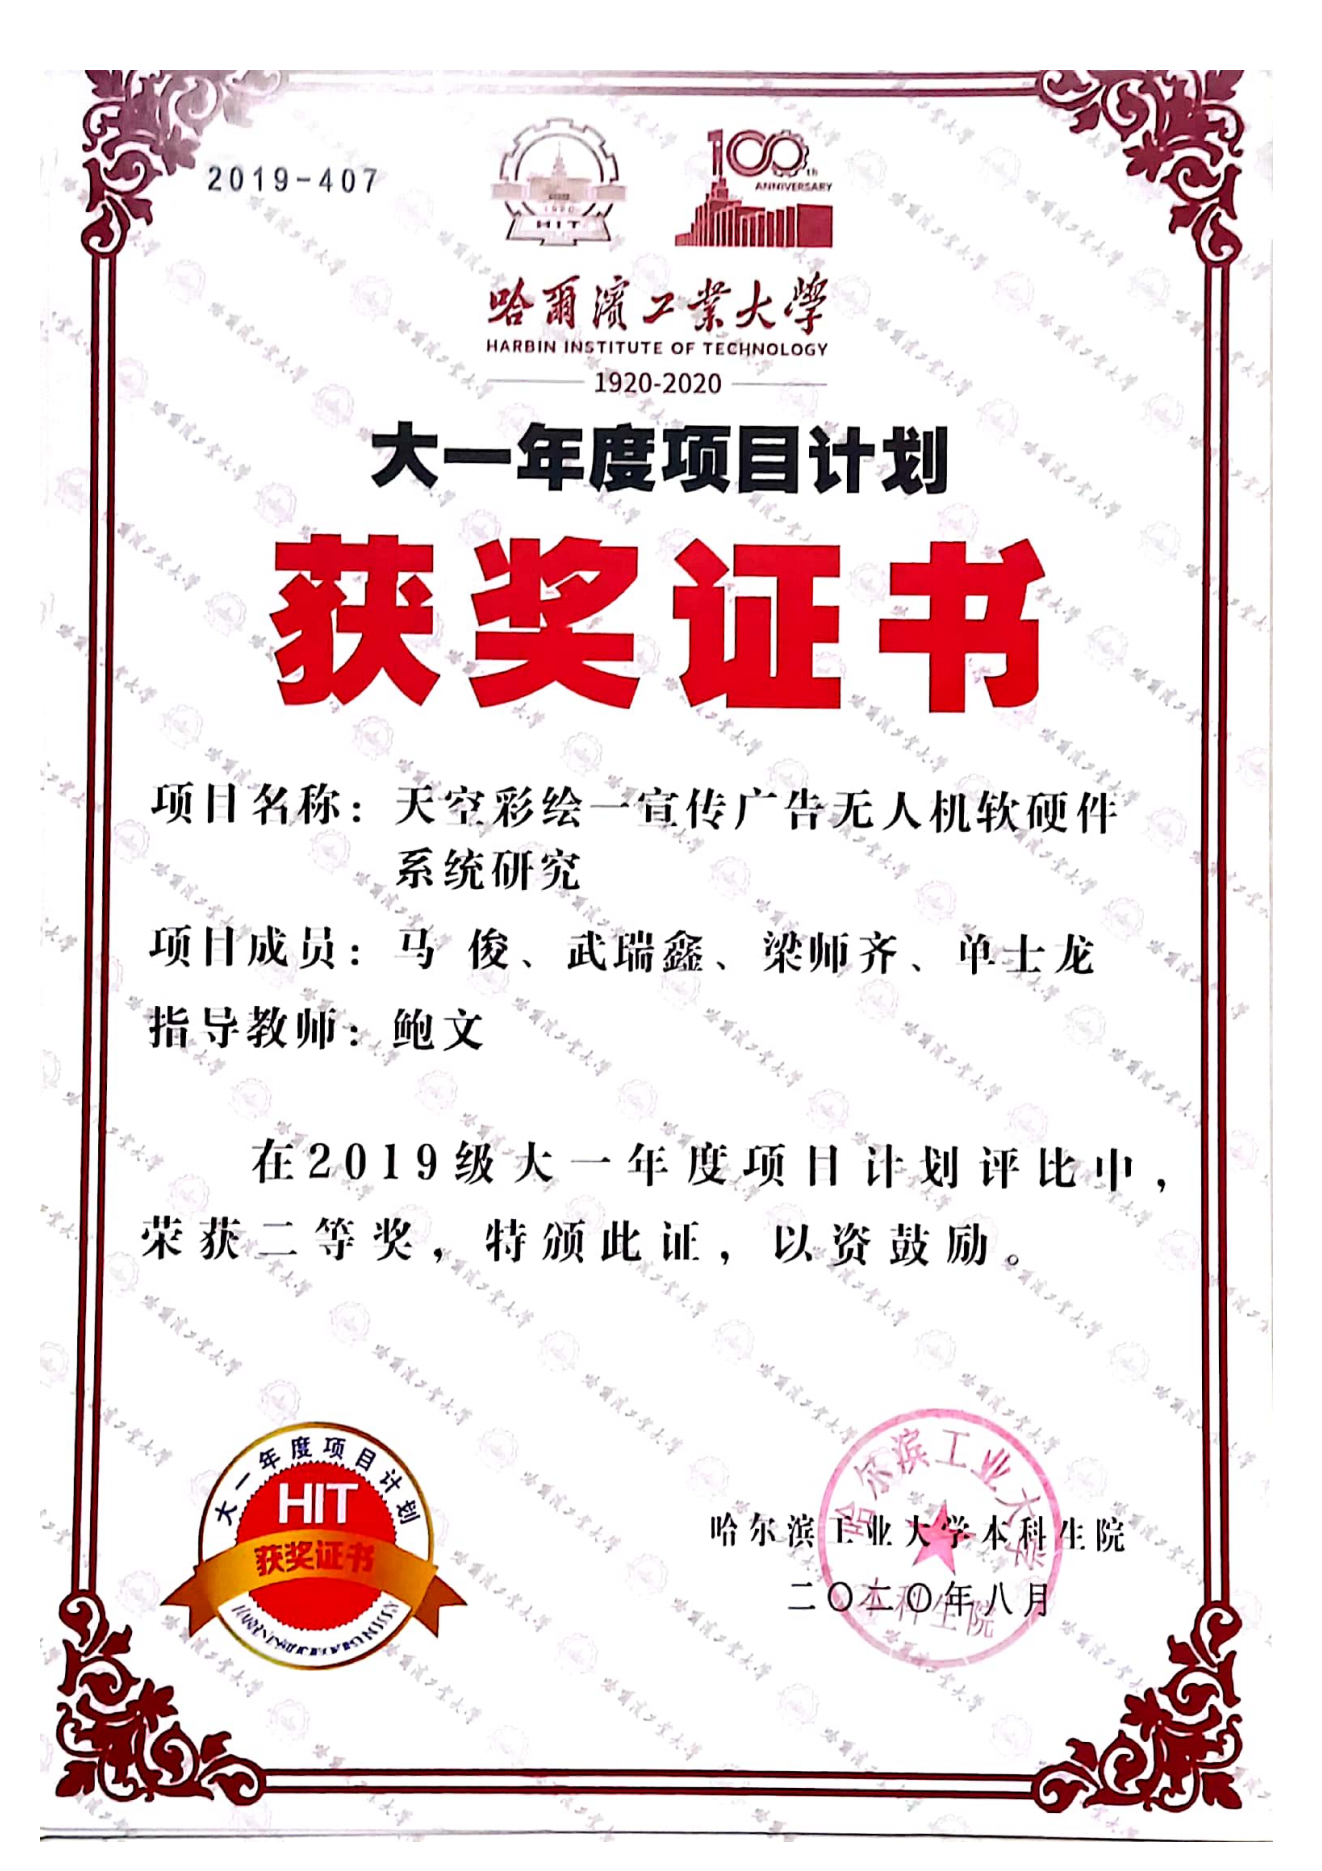 2019-407
1920
HIT
100th
ANNIVERSARY
哈爾濱工業大學
HARBIN INSTITUTE OF TECHNOLOGY
1920-2020
大一年度项目计划
获奖证书
项目名称：天空彩绘一宣传广告无人机软硬件
系统研究
项目成员：马 俊、武瑞鑫、梁师齐、单士龙
指导教师：鲍文
在2019级大一年度项目计划评比中，
荣获二等奖，特颁此证，以资鼓励。
大一年度项目计划
HIT
获奖证书
哈尔滨工业大学
哈尔滨工业大学本科生院
二〇二〇年八月
本科生院